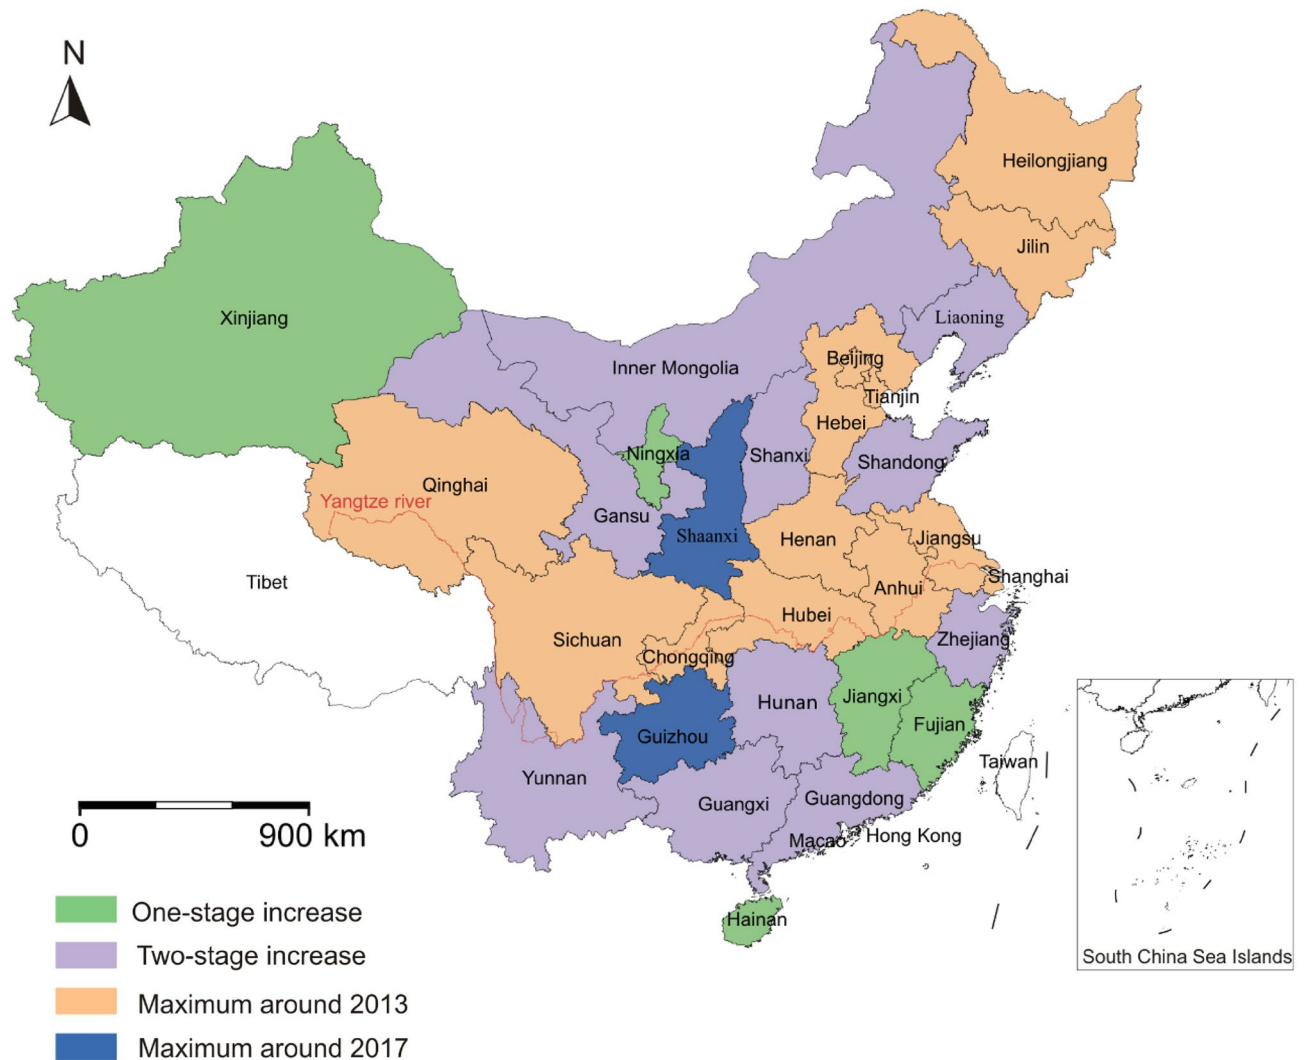 N
Heilongjiang
Jilin
Xinjiang
Liaoning
Beijing
Inner Mongolia
Tianjin
Hebei
Ningxia
Shanxi
Shandong
Qinghai
Yangtze river
Gansu
Shaanxi
Henan
Jiangsu
Shanghai
Tibet
Anhui
Hubei
Sichuan
Zhejiang
Chongqing
Jiangxi
Hunan
Fujian
Guizhou
Taiwan
Yunnan
Guangxi
Guangdong
0 900 km
Macao
Hong Kong
Hainan
One-stage increase
Two-stage increase
South China Sea Islands
Maximum around 2013
Maximum around 2017